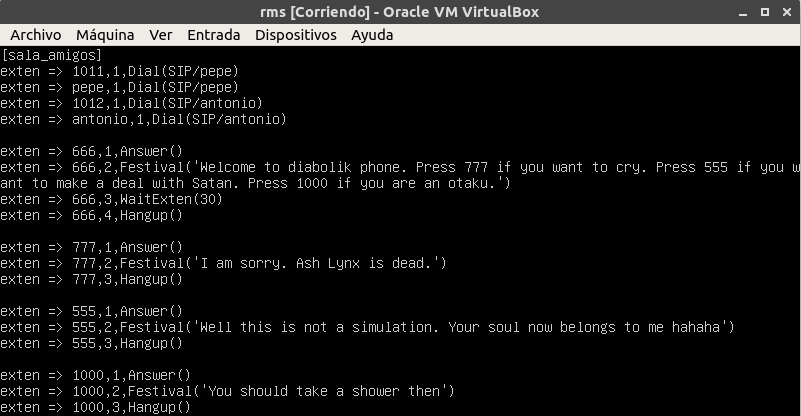 rms [Corriendo] - Oracle VM VirtualBox
Archivo Máquina Ver Entrada Dispositivos Ayuda
[sala_amigos]
exten => 1011,1,Dial(SIP/pepe)
exten => pepe,1,Dial(SIP/pepe)
exten => 1012,1,Dial(SIP/antonio)
exten => antonio,1,Dial(SIP/antonio)
exten => 666,1,Answer()
exten => 666,2,Festival('Welcome to diabolik phone. Press 777 if you want to cry. Press 555 if you w
ant to make a deal with Satan. Press 1000 if you are an otaku.')
exten => 666,3,WaitExten(30)
exten => 666,4,Hangup()
exten => 777,1,Answer()
exten => 777,2,Festival('I am sorry. Ash Lynx is dead.')
exten => 777,3,Hangup()
exten => 555,1,Answer()
exten => 555,2,Festival('Well this is not a simulation. Your soul now belongs to me hahaha')
exten => 555,3,Hangup()
exten => 1000,1,Answer()
exten => 1000,2,Festival('You should take a shower then')
exten => 1000,3,Hangup()